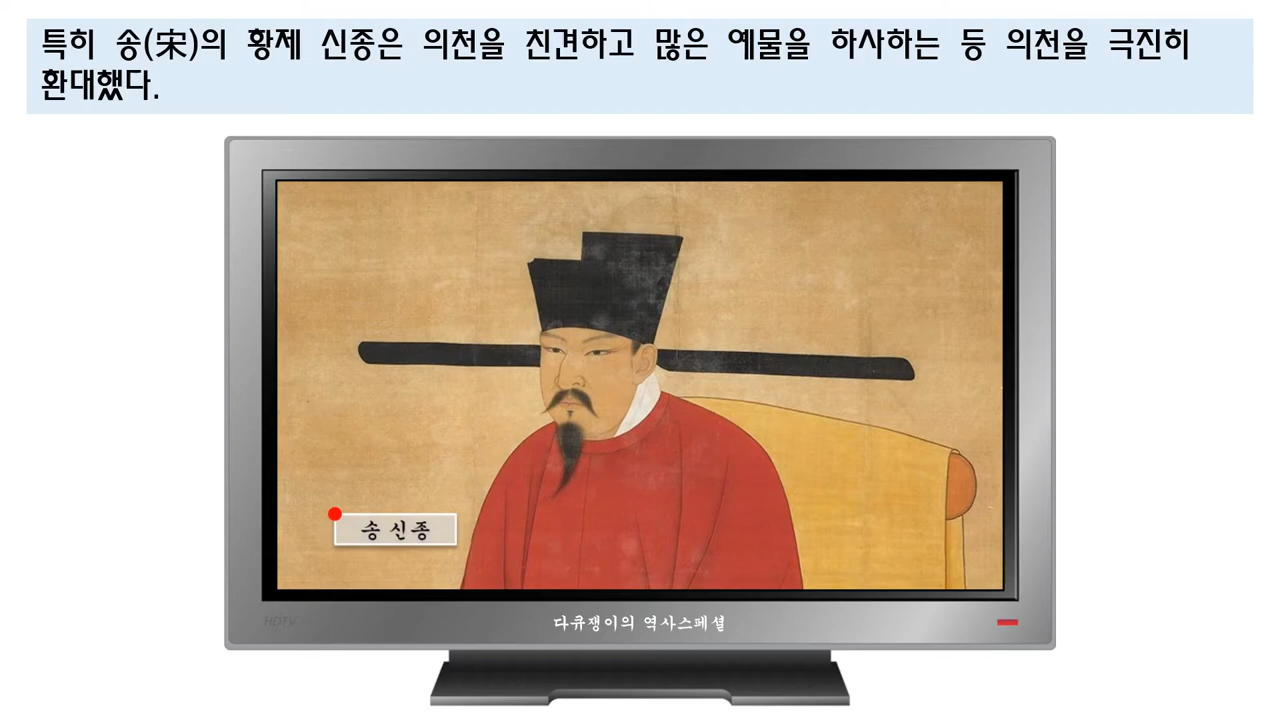 특히 송(宋)의 황제 신종은 의천을 친견하고 많은 예물을 하사하는 등 의천을 극진히
환대했다.
송 신종
HDTV
다큐쟁이의 역사스페셜